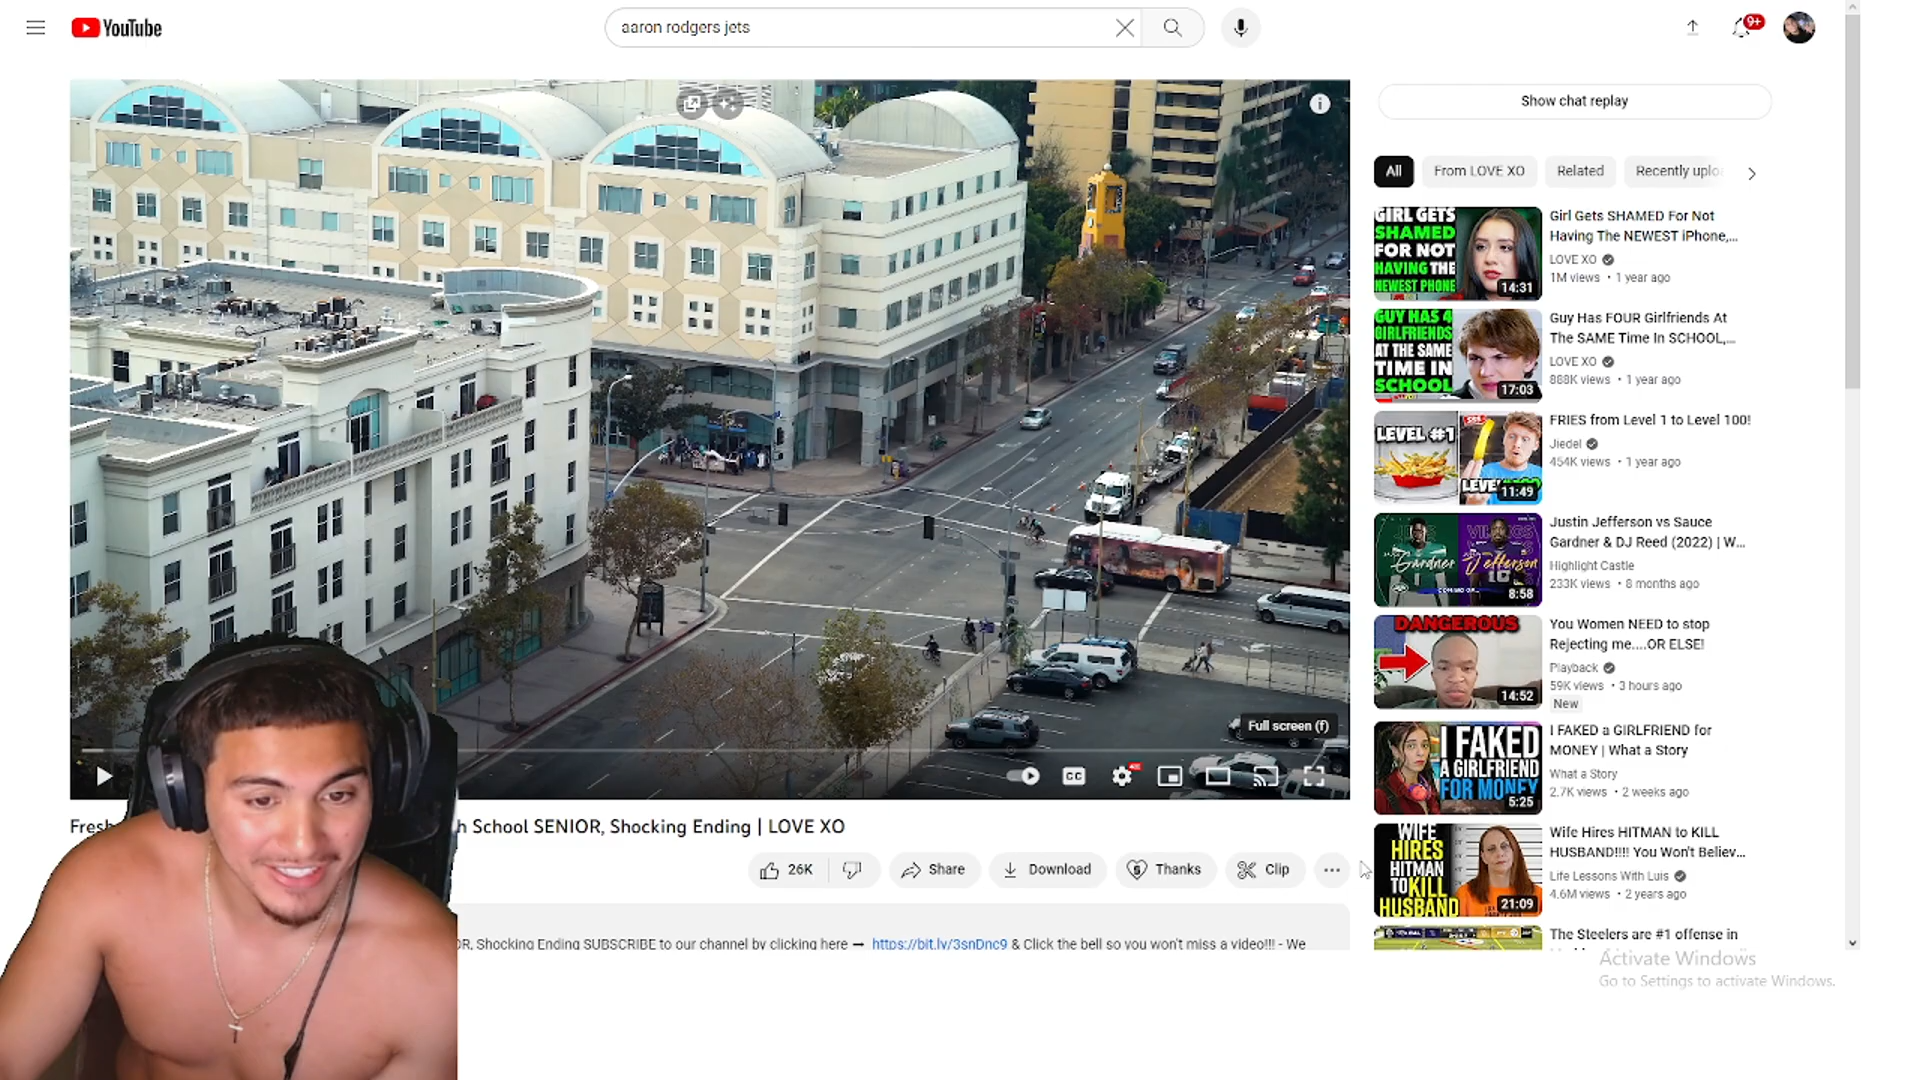 YouTube
aaron rodgers jets
9+
Show chat replay
All
From LOVE XO
Related
Recently uplo
GIRL GETS
SHAMED
FOR NOT
HAVING THE
NEWEST PHONE
14:31
Girl Gets SHAMED For Not
Having The NEWEST iPhone,...
LOVE XO
1M views • 1 year ago
GUY HAS 4
GIRLFRIENDS
AT THE SAME
TIME IN
SCHOOL
17:03
Guy Has FOUR Girlfriends At
The SAME Time In SCHOOL,...
LOVE XO
888K views • 1 year ago
LEVEL #1
LEVE
11:49
FRIES from Level 1 to Level 100!
Jiedel
454K views • 1 year ago
Gardner
Jefferson
8:58
Justin Jefferson vs Sauce
Gardner & DJ Reed (2022) | W...
Highlight Castle
233K views • 8 months ago
DANGEROUS
14:52
You Women NEED to stop
Rejecting me....OR ELSE!
Playback
59K views • 3 hours ago
New
I FAKED
A GIRLFRIEND
FOR MONEY
5:25
I FAKED a GIRLFRIEND for
MONEY | What a Story
What a Story
2.7K views • 2 weeks ago
WIFE
HIRES
HITMAN
TO KILL
HUSBAND
21:09
Wife Hires HITMAN to KILL
HUSBAND!!!! You Won't Believ...
Life Lessons With Luis
4.6M views • 2 years ago
The Steelers are #1 offense in
Full screen (f)
CC
Fresh
h School SENIOR, Shocking Ending | LOVE XO
26K
Share
Download
Thanks
Clip
OR, Shocking Ending SUBSCRIBE to our channel by clicking here ➞ https://bit.ly/3snDnc9 & Click the bell so you won't miss a video!!! - We
Activate Windows
Go to Settings to activate Windows.